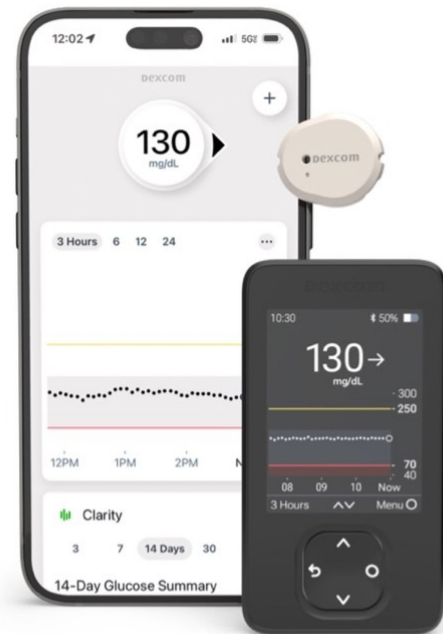 12:02
5GE
DEXCOM
+
130
mg/dL
DEXCOM
3 Hours 6 12 24
...
12PM 1PM 2PM N
Clarity
3 7 14 Days 30
14-Day Glucose Summary
10:30 50%
130→
mg/dL
300
250
70
40
08 09 10 Now
3 Hours Menu